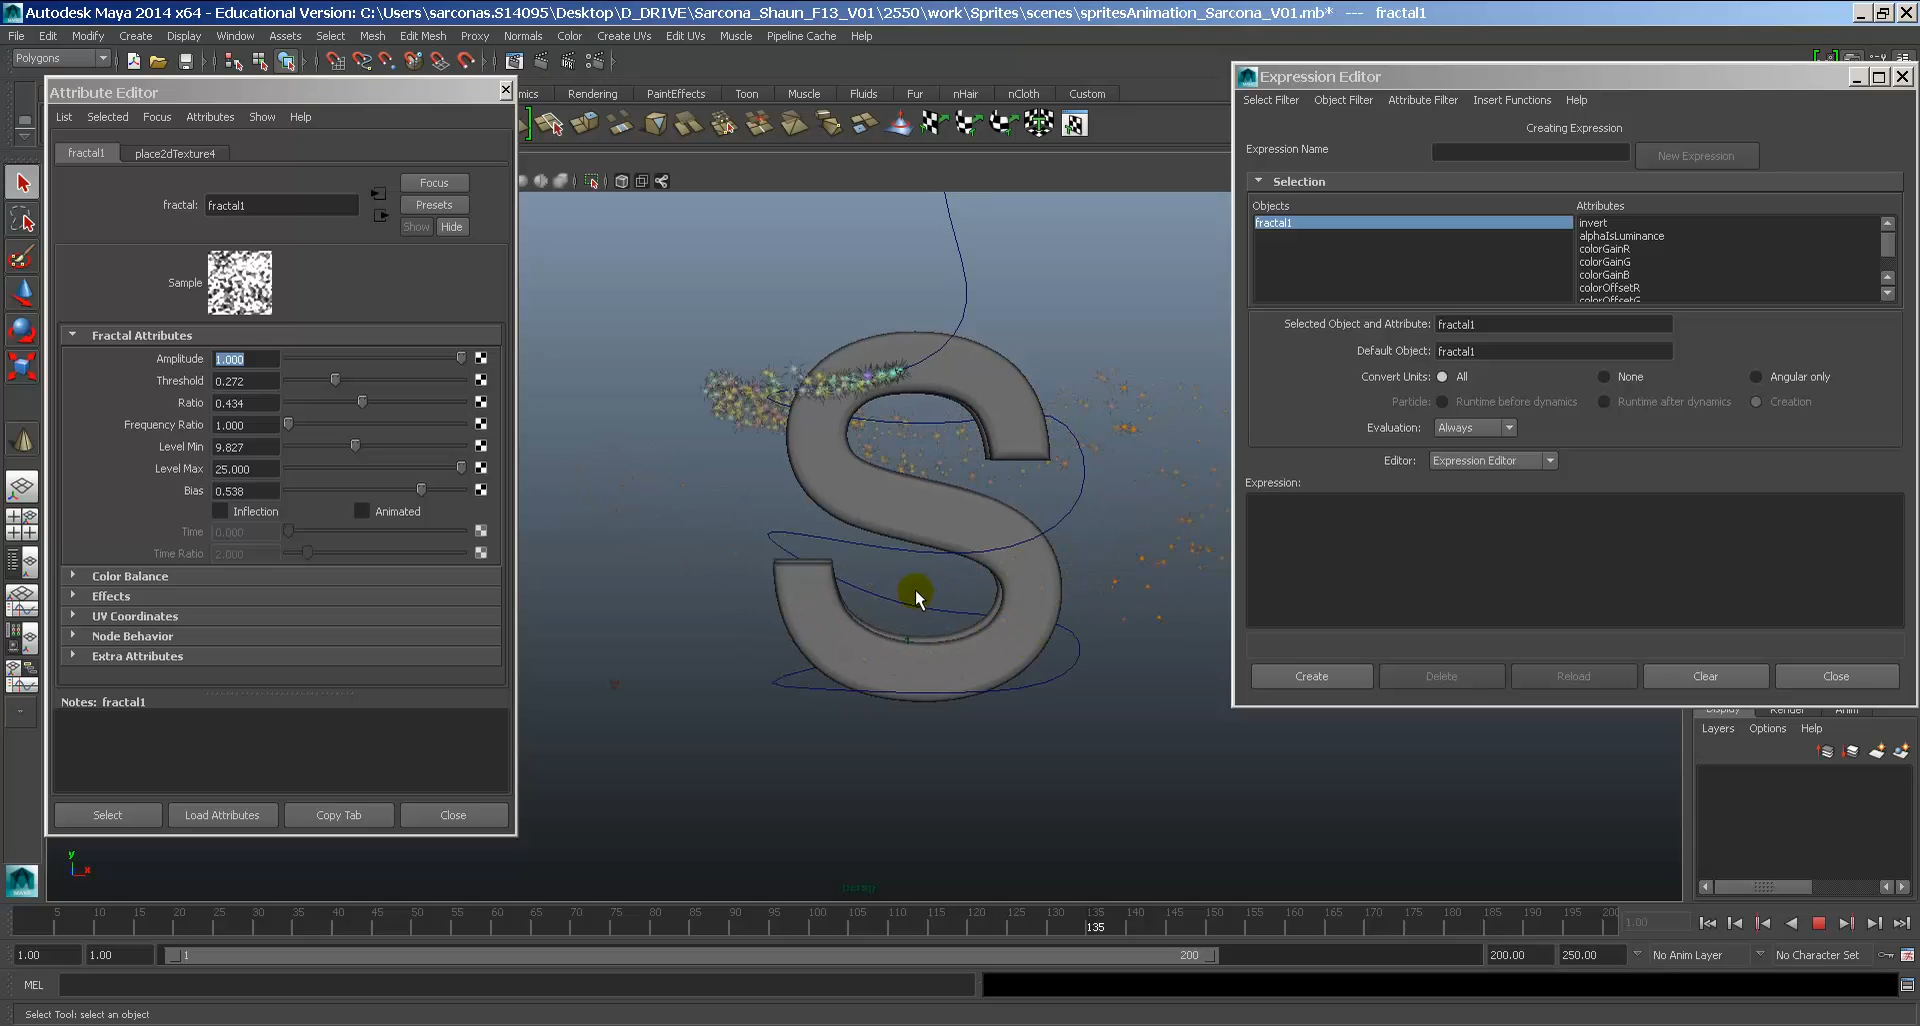 Autodesk Maya 2014 x64 - Educational Version: C:\Users\sarconas.S14095\Desktop\D_DRIVE\Sarcona_Shaun_F13_V01\2550\work\Sprites\scenes\spritesAnimation_Sarcona_V01.mb* --- fractal1
File Edit Modify Create Display Window Assets Select Mesh Edit Mesh Proxy Normals Color Create UVs Edit UVs Muscle Pipeline Cache Help
Polygons
Attribute Editor
List Selected Focus Attributes Show Help
fractal1 place2dTexture4
Focus
fractal: fractal1
Presets
Show Hide
Sample
Fractal Attributes
Amplitude 1.000
Threshold 0.272
Ratio 0.434
Frequency Ratio 1.000
Level Min 9.827
Level Max 25.000
Bias 0.538
Inflection Animated
Time 0.000
Time Ratio 2.000
Color Balance
Effects
UV Coordinates
Node Behavior
Extra Attributes
Notes: fractal1
Select Load Attributes Copy Tab Close
mics Rendering PaintEffects Toon Muscle Fluids Fur nHair nCloth Custom
Expression Editor
Select Filter Object Filter Attribute Filter Insert Functions Help
Creating Expression
Expression Name
New Expression
Selection
Objects Attributes
fractal1
invert
alphaIsLuminance
colorGainR
colorGainG
colorGainB
colorOffsetR
colorOffsetG
Selected Object and Attribute: fractal1
Default Object: fractal1
Convert Units: All None Angular only
Particle: Runtime before dynamics Runtime after dynamics Creation
Evaluation: Always
Editor: Expression Editor
Expression:
Create Delete Reload Clear Close
Display Render Anim
Layers Options Help
y
x
persp
5 10 15 20 25 30 35 40 45 50 55 60 65 70 75 80 85 90 95 100 105 110 115 120 125 130 135 140 145 150 155 160 165 170 175 180 185 190 195 200
135
1.00
1.00 1.00 1 200 200.00 250.00 No Anim Layer No Character Set
MEL
Select Tool: select an object